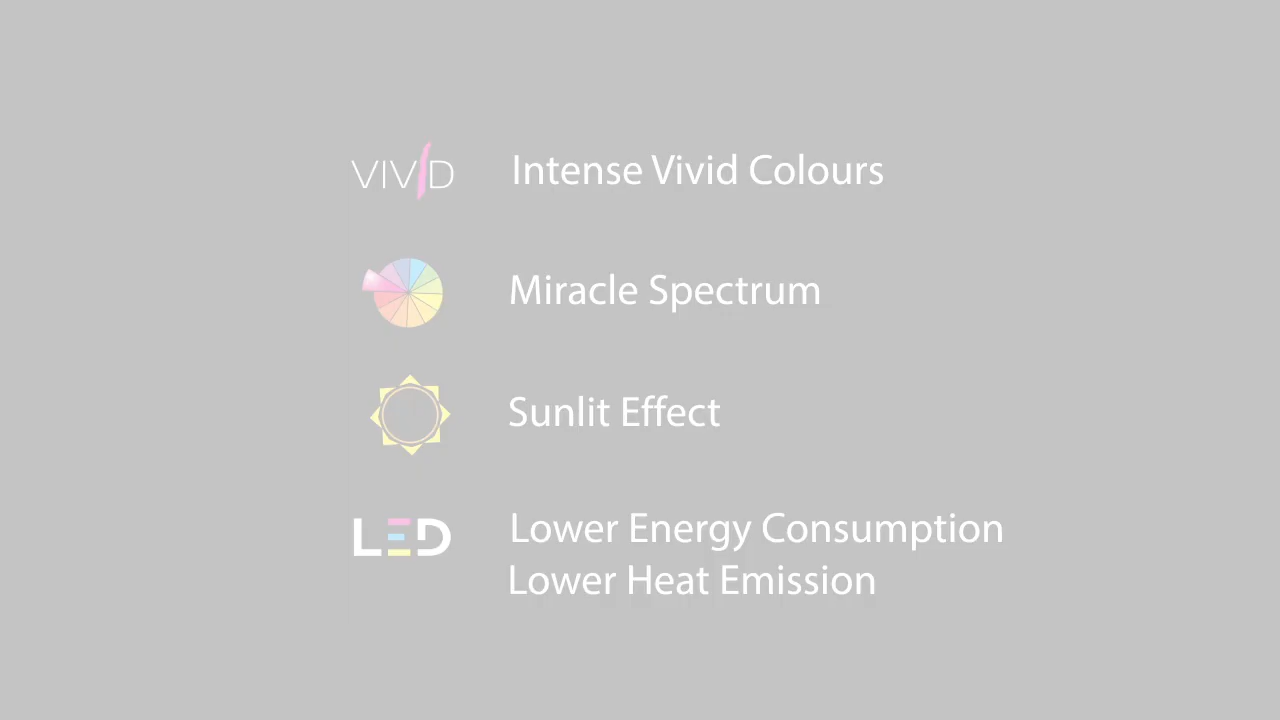 VIVID Intense Vivid Colours
Miracle Spectrum
Sunlit Effect
LED Lower Energy Consumption
Lower Heat Emission